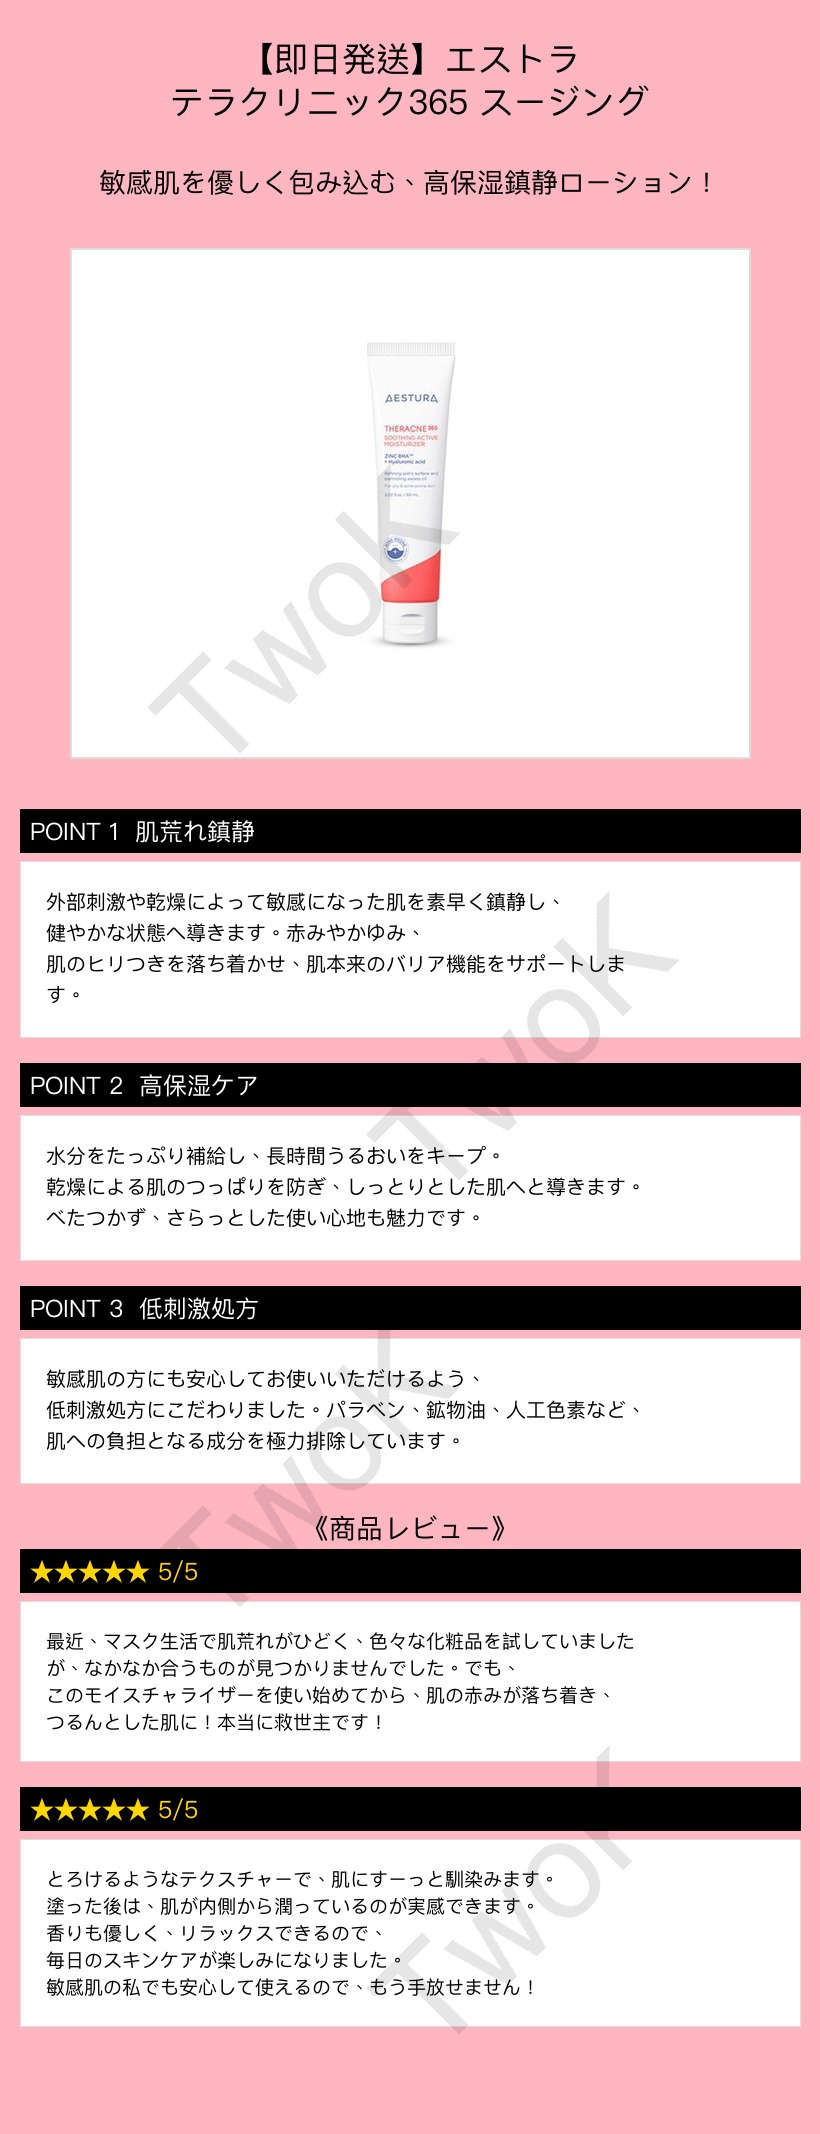 【即日発送】エストラ
テラクリニック365 スージング
敏感肌を優しく包み込む、高保湿鎮静ローション！
AESTURA
THERACNE 365
SOOTHING ACTIVE
MOISTURIZER
ZINC BHA™
+ Hyaluronic acid
Refining skin's surface and
controlling excess oil
For oily & acne-prone skin
TwoK
POINT 1 肌荒れ鎮静
外部刺激や乾燥によって敏感になった肌を素早く鎮静し、
健やかな状態へ導きます。赤みやかゆみ、
肌のヒリつきを落ち着かせ、肌本来のバリア機能をサポートしま
す。
TwoK
POINT 2 高保湿ケア
水分をたっぷり補給し、長時間うるおいをキープ。
乾燥による肌のつっぱりを防ぎ、しっとりとした肌へと導きます。
べたつかず、さらっとした使い心地も魅力です。
POINT 3 低刺激処方
敏感肌の方にも安心してお使いいただけるよう、
低刺激処方にこだわりました。パラベン、鉱物油、人工色素など、
肌への負担となる成分を極力排除しています。
TwoK
《商品レビュー》
★★★★★ 5/5
最近、マスク生活で肌荒れがひどく、色々な化粧品を試していました
が、なかなか合うものが見つかりませんでした。でも、
このモイスチャライザーを使い始めてから、肌の赤みが落ち着き、
つるんとした肌に！本当に救世主です！
★★★★★ 5/5
とろけるようなテクスチャーで、肌にすーっと馴染みます。
塗った後は、肌が内側から潤っているのが実感できます。
香りも優しく、リラックスできるので、
毎日のスキンケアが楽しみになりました。
敏感肌の私でも安心して使えるので、もう手放せません！
TwoK